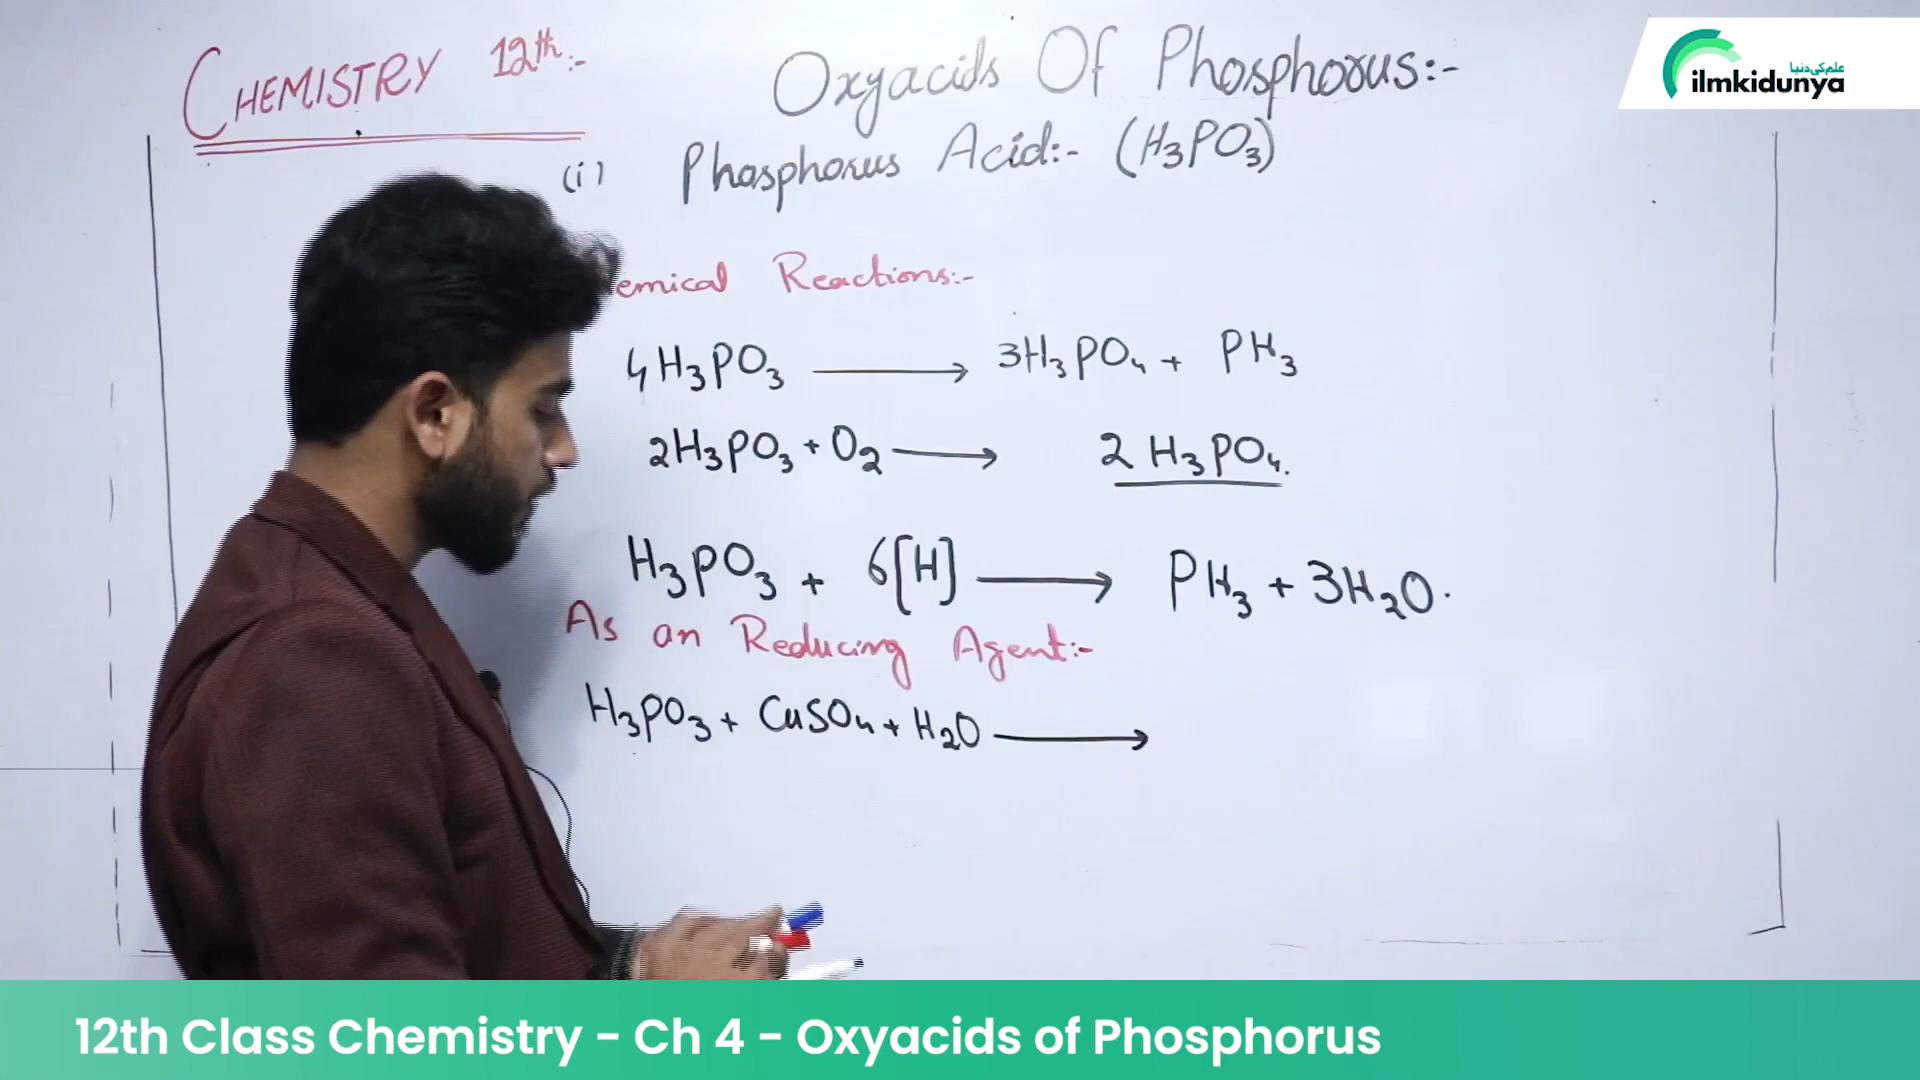 CHEMISTRY 12th:-
Oxyacids Of Phosphorus:-
علم کی دنیا
ilmkidunya
(i) Phosphorus Acid:- (H₃PO₃)
emical Reactions:-
4H₃PO₃ ⟶ 3H₃PO₄ + PH₃
2H₃PO₃ + O₂ ⟶ 2 H₃PO₄.
H₃PO₃ + 6[H] ⟶ PH₃ + 3H₂O.
As an Reducing Agent:-
H₃PO₃ + CuSO₄ + H₂O ⟶
12th Class Chemistry - Ch 4 - Oxyacids of Phosphorus